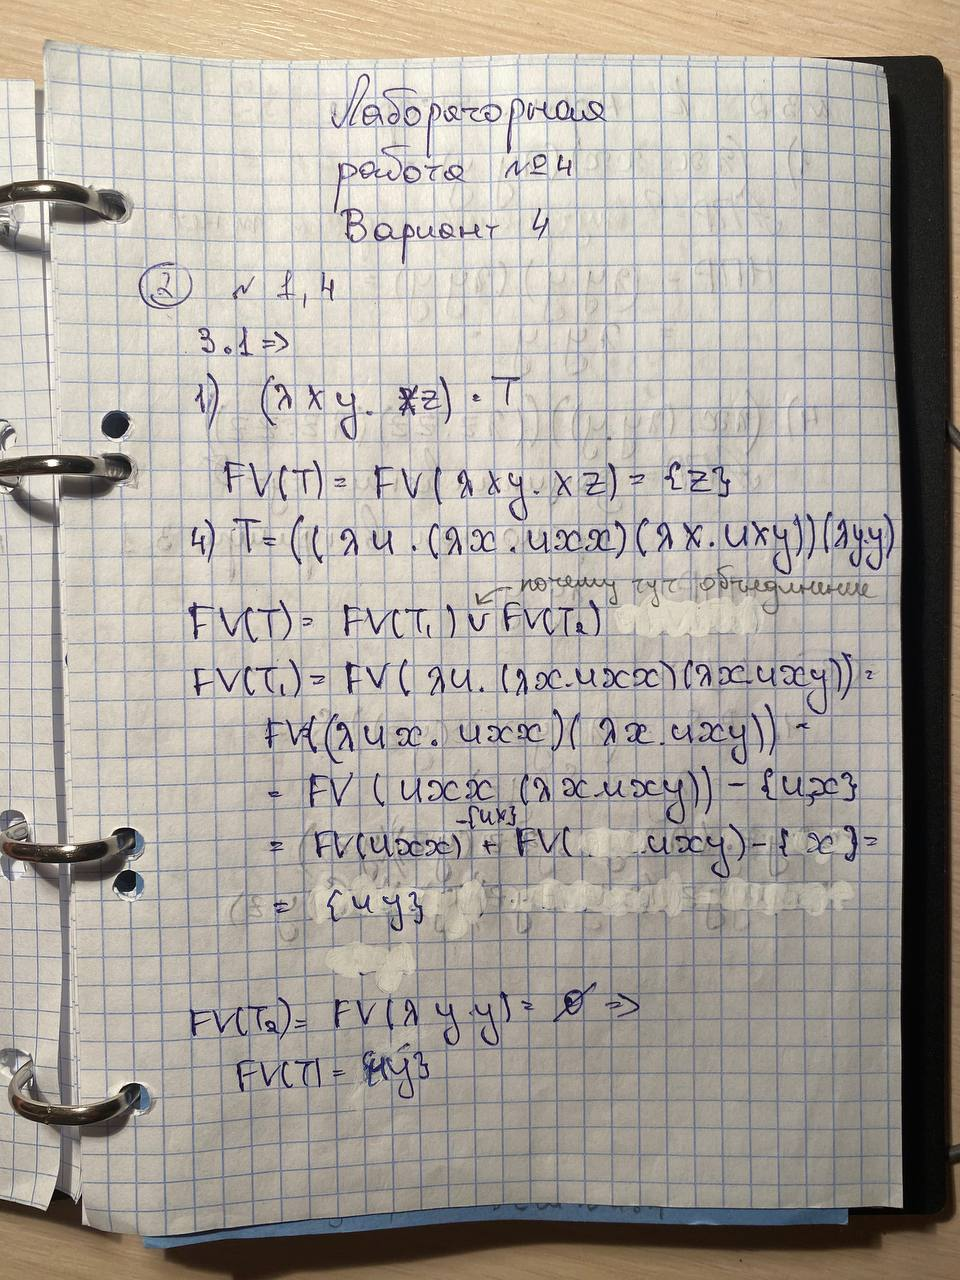 Лабораторная
работа №4
Вариант 4
② № 1, 4
3.1 =>
1) (λxy. xz) · T
FV(T) = FV(λxy. xz) = {z}
4) T = ((λu. (λx. uxx)(λx. uxy))(λy.y)
почему тут объединение
FV(T) = FV(T₁) ∪ FV(T₂)
FV(T₁) = FV(λu. (λx.uxx)(λx.uxy)) =
FV((λux. uxx)(λx.uxy)) =
= FV(uxx (λx.uxy)) - {u,x}
-{ux}
= FV(uxx) + FV( uxy) - {x} =
= {uy}
FV(T₂) = FV(λy.y) = ∅ =>
FV(T) = {uy}